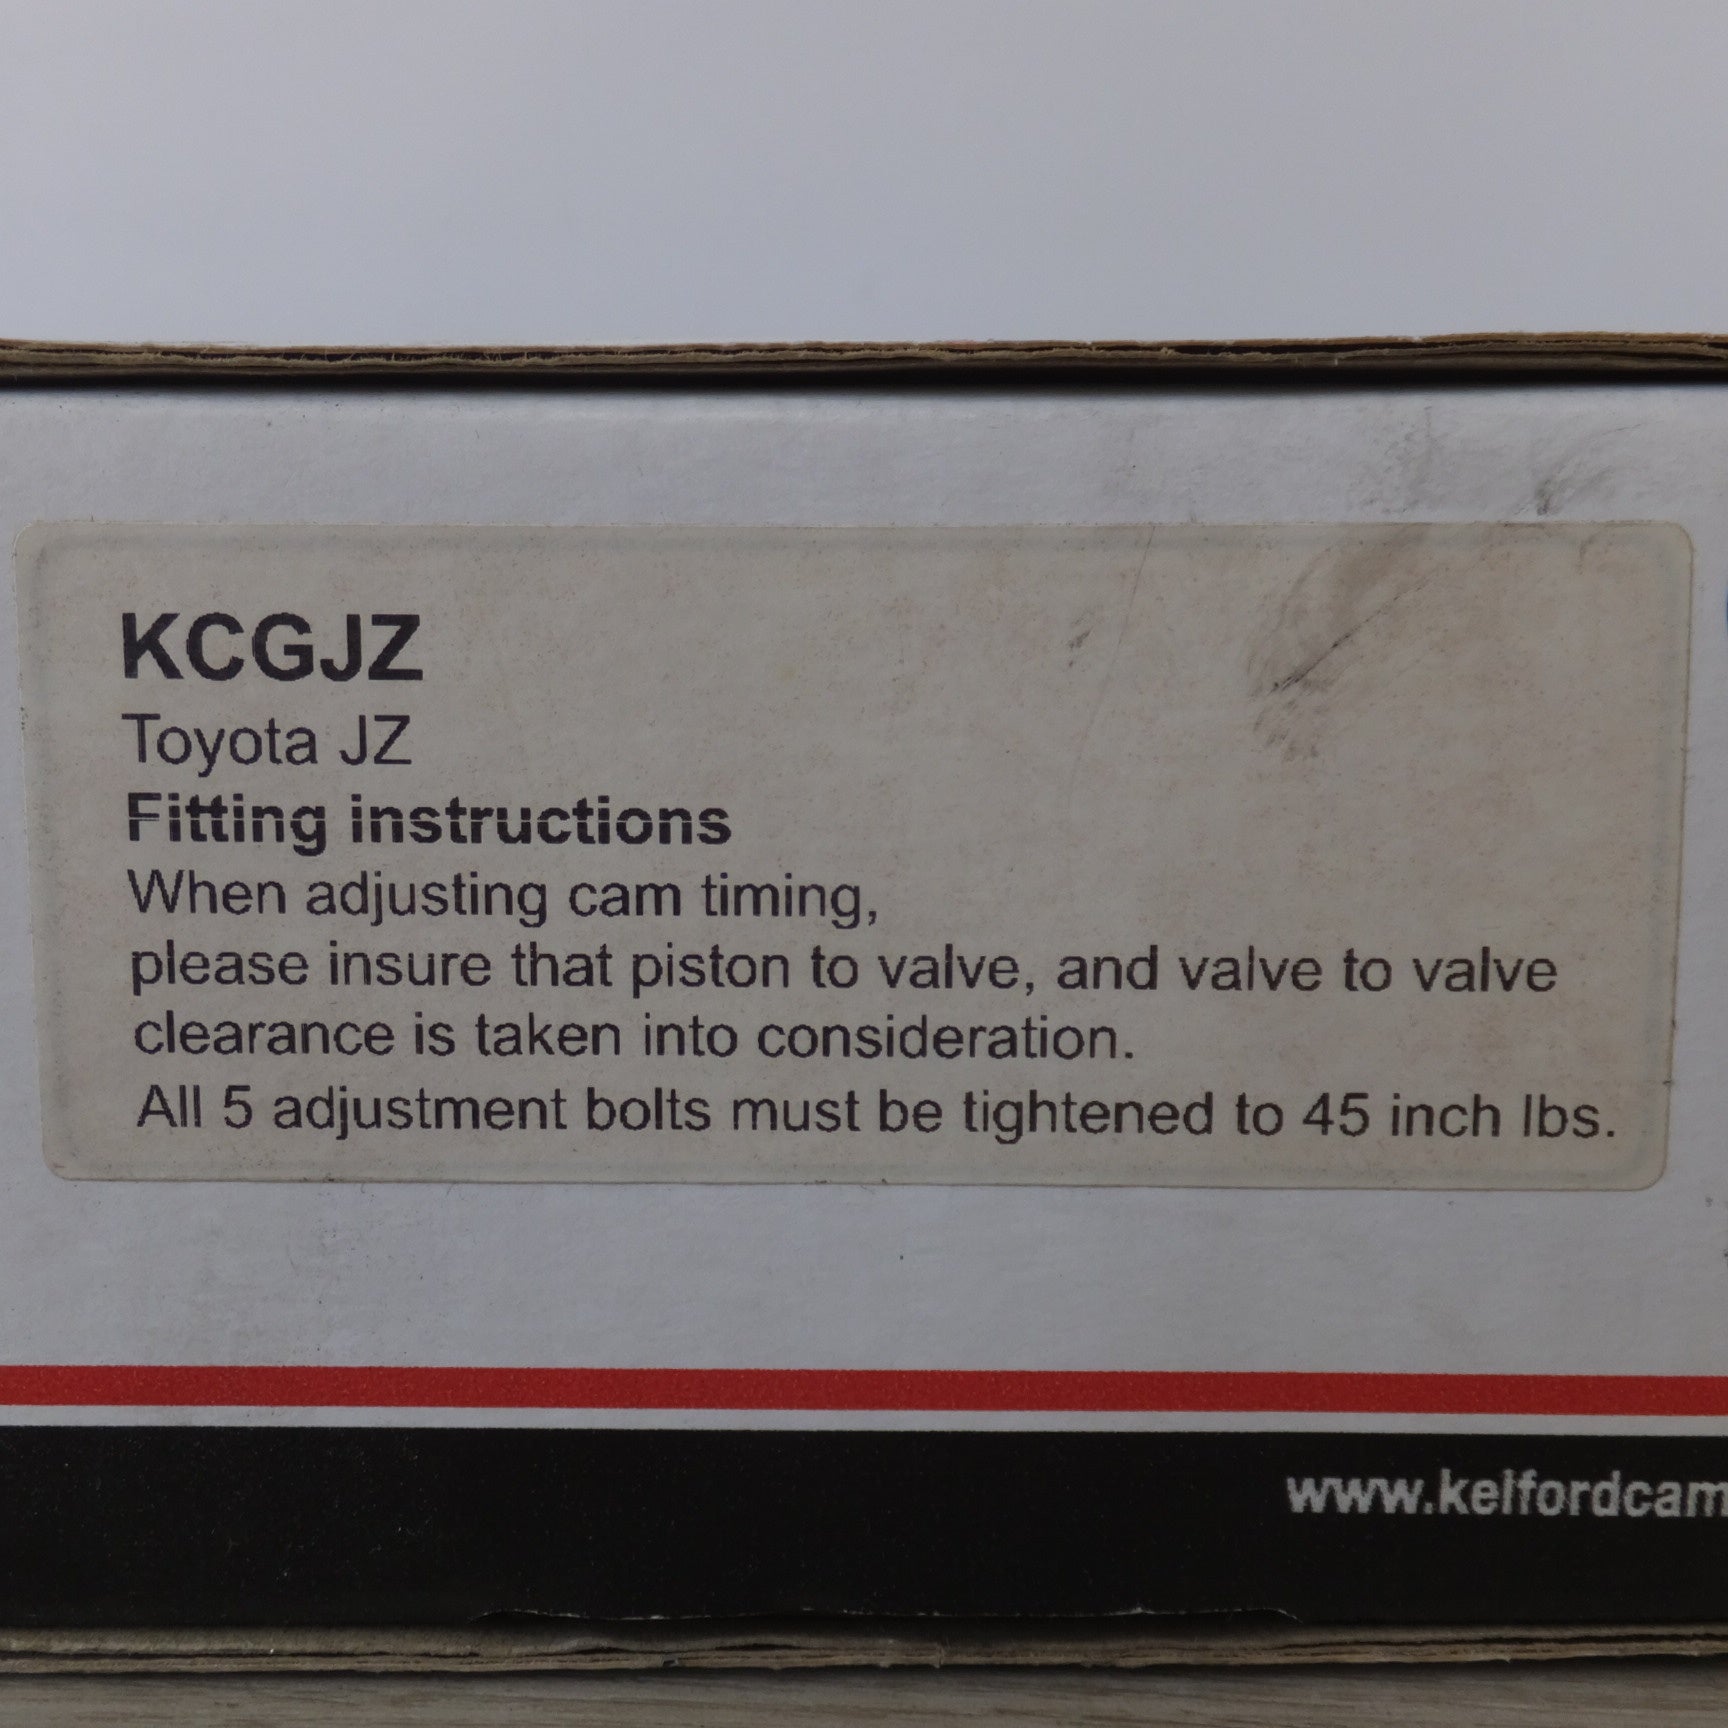 KCGJZ
Toyota JZ
Fitting instructions
When adjusting cam timing,
please insure that piston to valve, and valve to valve
clearance is taken into consideration.
All 5 adjustment bolts must be tightened to 45 inch lbs.
www.kelfordcam